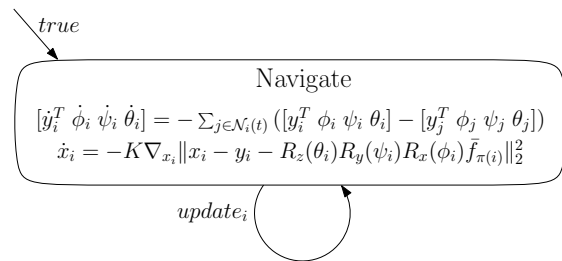 true
Navigate
[ẏ_i^T φ̇_i ψ̇_i θ̇_i] = − ∑_{j∈𝒩_i(t)} ([y_i^T φ_i ψ_i θ_i] − [y_j^T φ_j ψ_j θ_j])
ẋ_i = −K∇_{x_i}‖x_i − y_i − R_z(θ_i)R_y(ψ_i)R_x(φ_i)f̄_{π(i)}‖_2^2
update_i